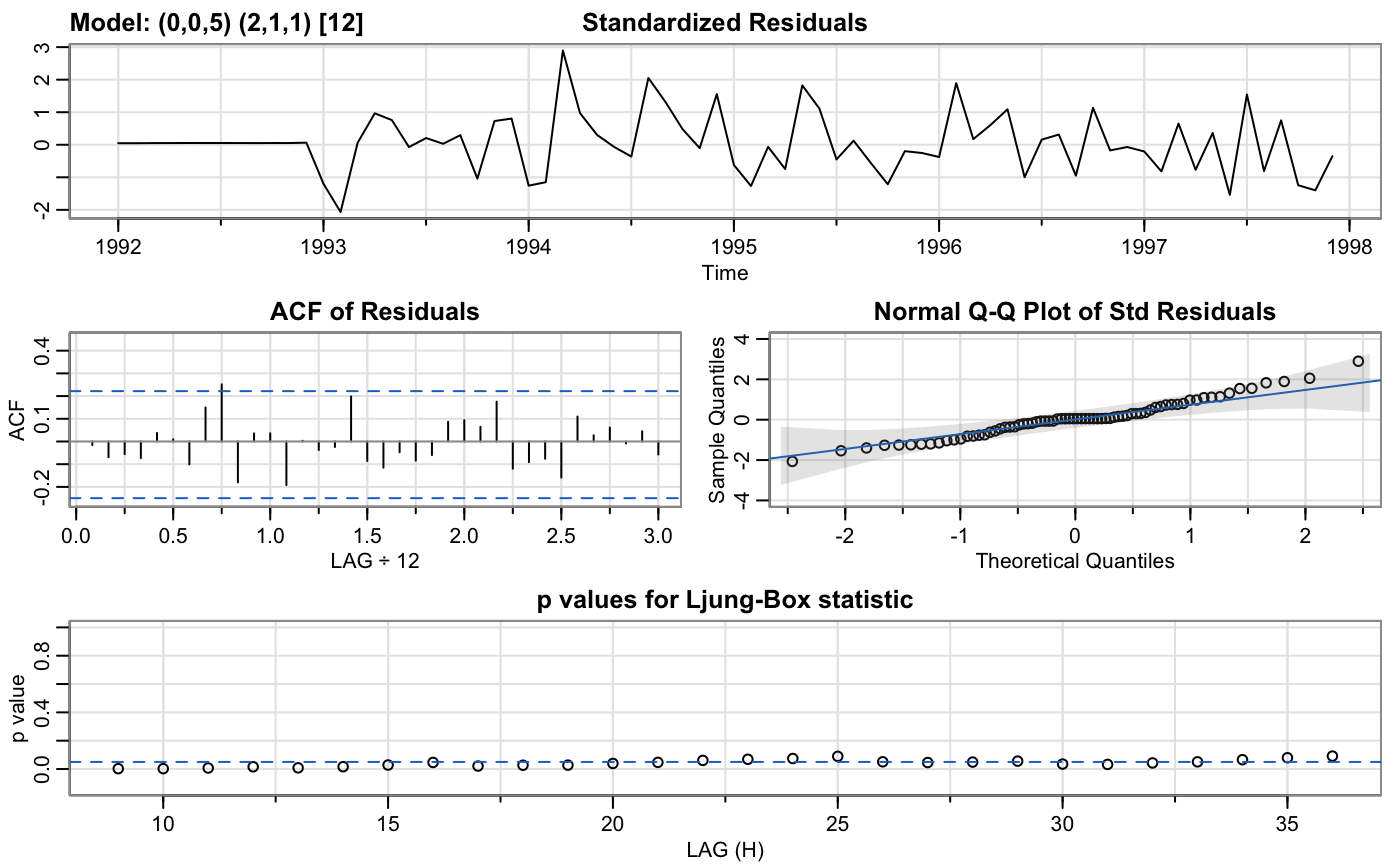 Model: (0,0,5) (2,1,1) [12] Standardized Residuals
3
2
1
0
-2
1992 1993 1994 1995 1996 1997 1998
Time
ACF of Residuals
ACF
0.4
0.1
-0.2
0.0 0.5 1.0 1.5 2.0 2.5 3.0
LAG ÷ 12
Normal Q-Q Plot of Std Residuals
Sample Quantiles
4
2
0
-2
-4
-2 -1 0 1 2
Theoretical Quantiles
p values for Ljung-Box statistic
p value
0.8
0.4
0.0
10 15 20 25 30 35
LAG (H)